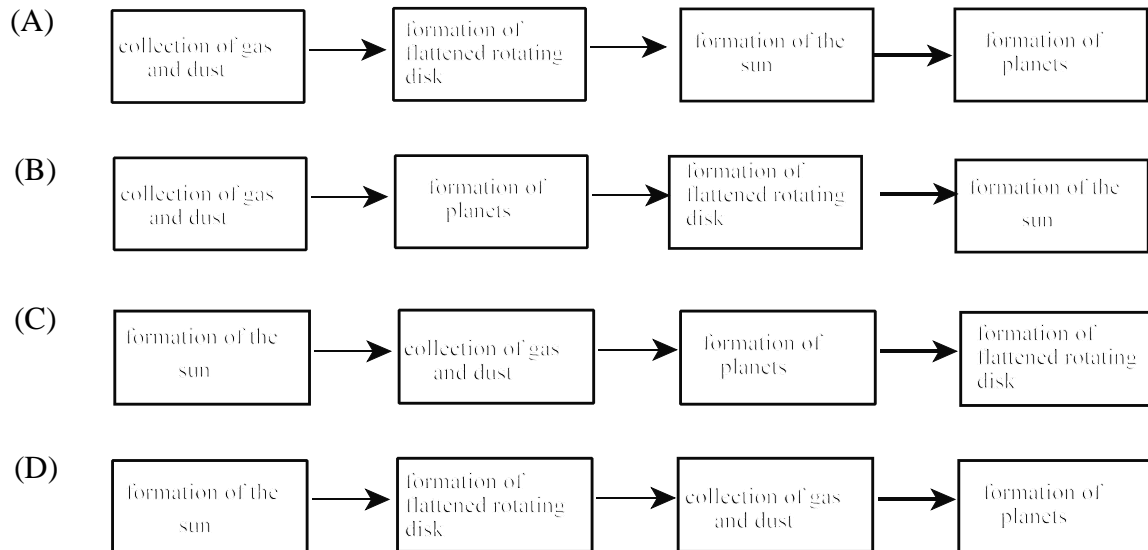 (A)
collection of gas
and dust
formation of
flattened rotating
disk
formation of the
sun
formation of
planets
(B)
collection of gas
and dust
formation of
planets
formation of
flattened rotating
disk
formation of the
sun
(C)
formation of the
sun
collection of gas
and dust
formation of
planets
formation of
flattened rotating
disk
(D)
formation of the
sun
formation of
flattened rotating
disk
collection of gas
and dust
formation of
planets